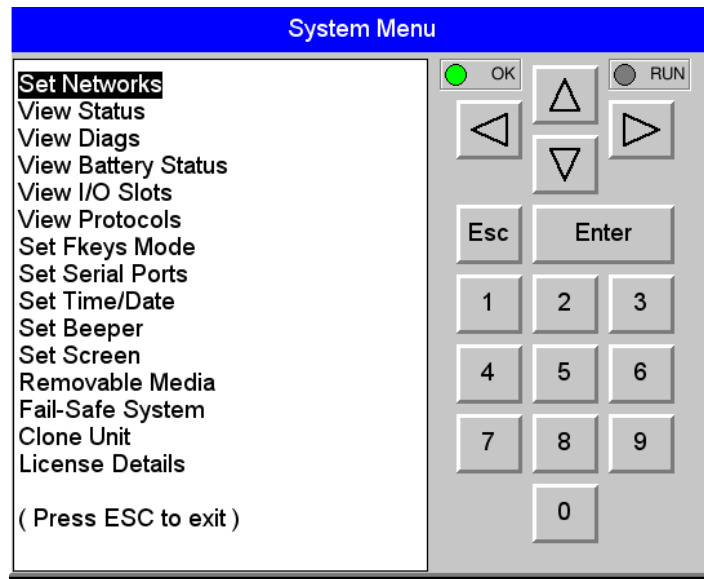 System Menu
Set Networks
View Status
View Diags
View Battery Status
View I/O Slots
View Protocols
Set Fkeys Mode
Set Serial Ports
Set Time/Date
Set Beeper
Set Screen
Removable Media
Fail-Safe System
Clone Unit
License Details
( Press ESC to exit )
OK RUN
Esc Enter
1 2 3
4 5 6
7 8 9
0